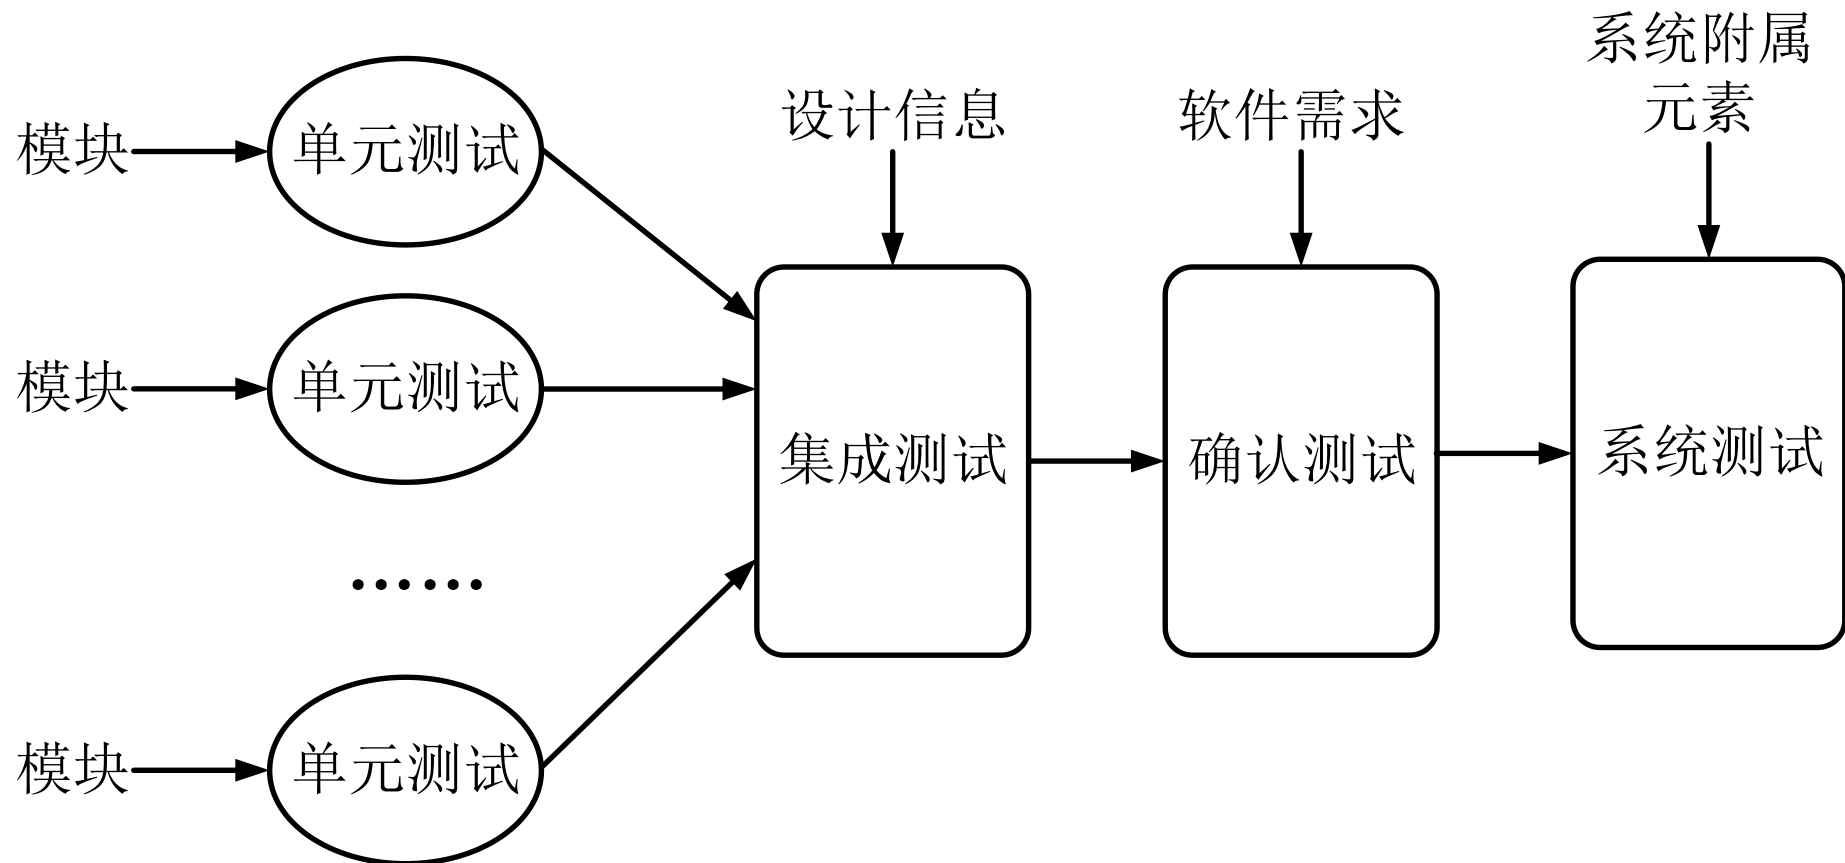 系统附属
元素
设计信息
软件需求
模块
单元测试
模块
单元测试
集成测试
确认测试
系统测试
……
模块
单元测试